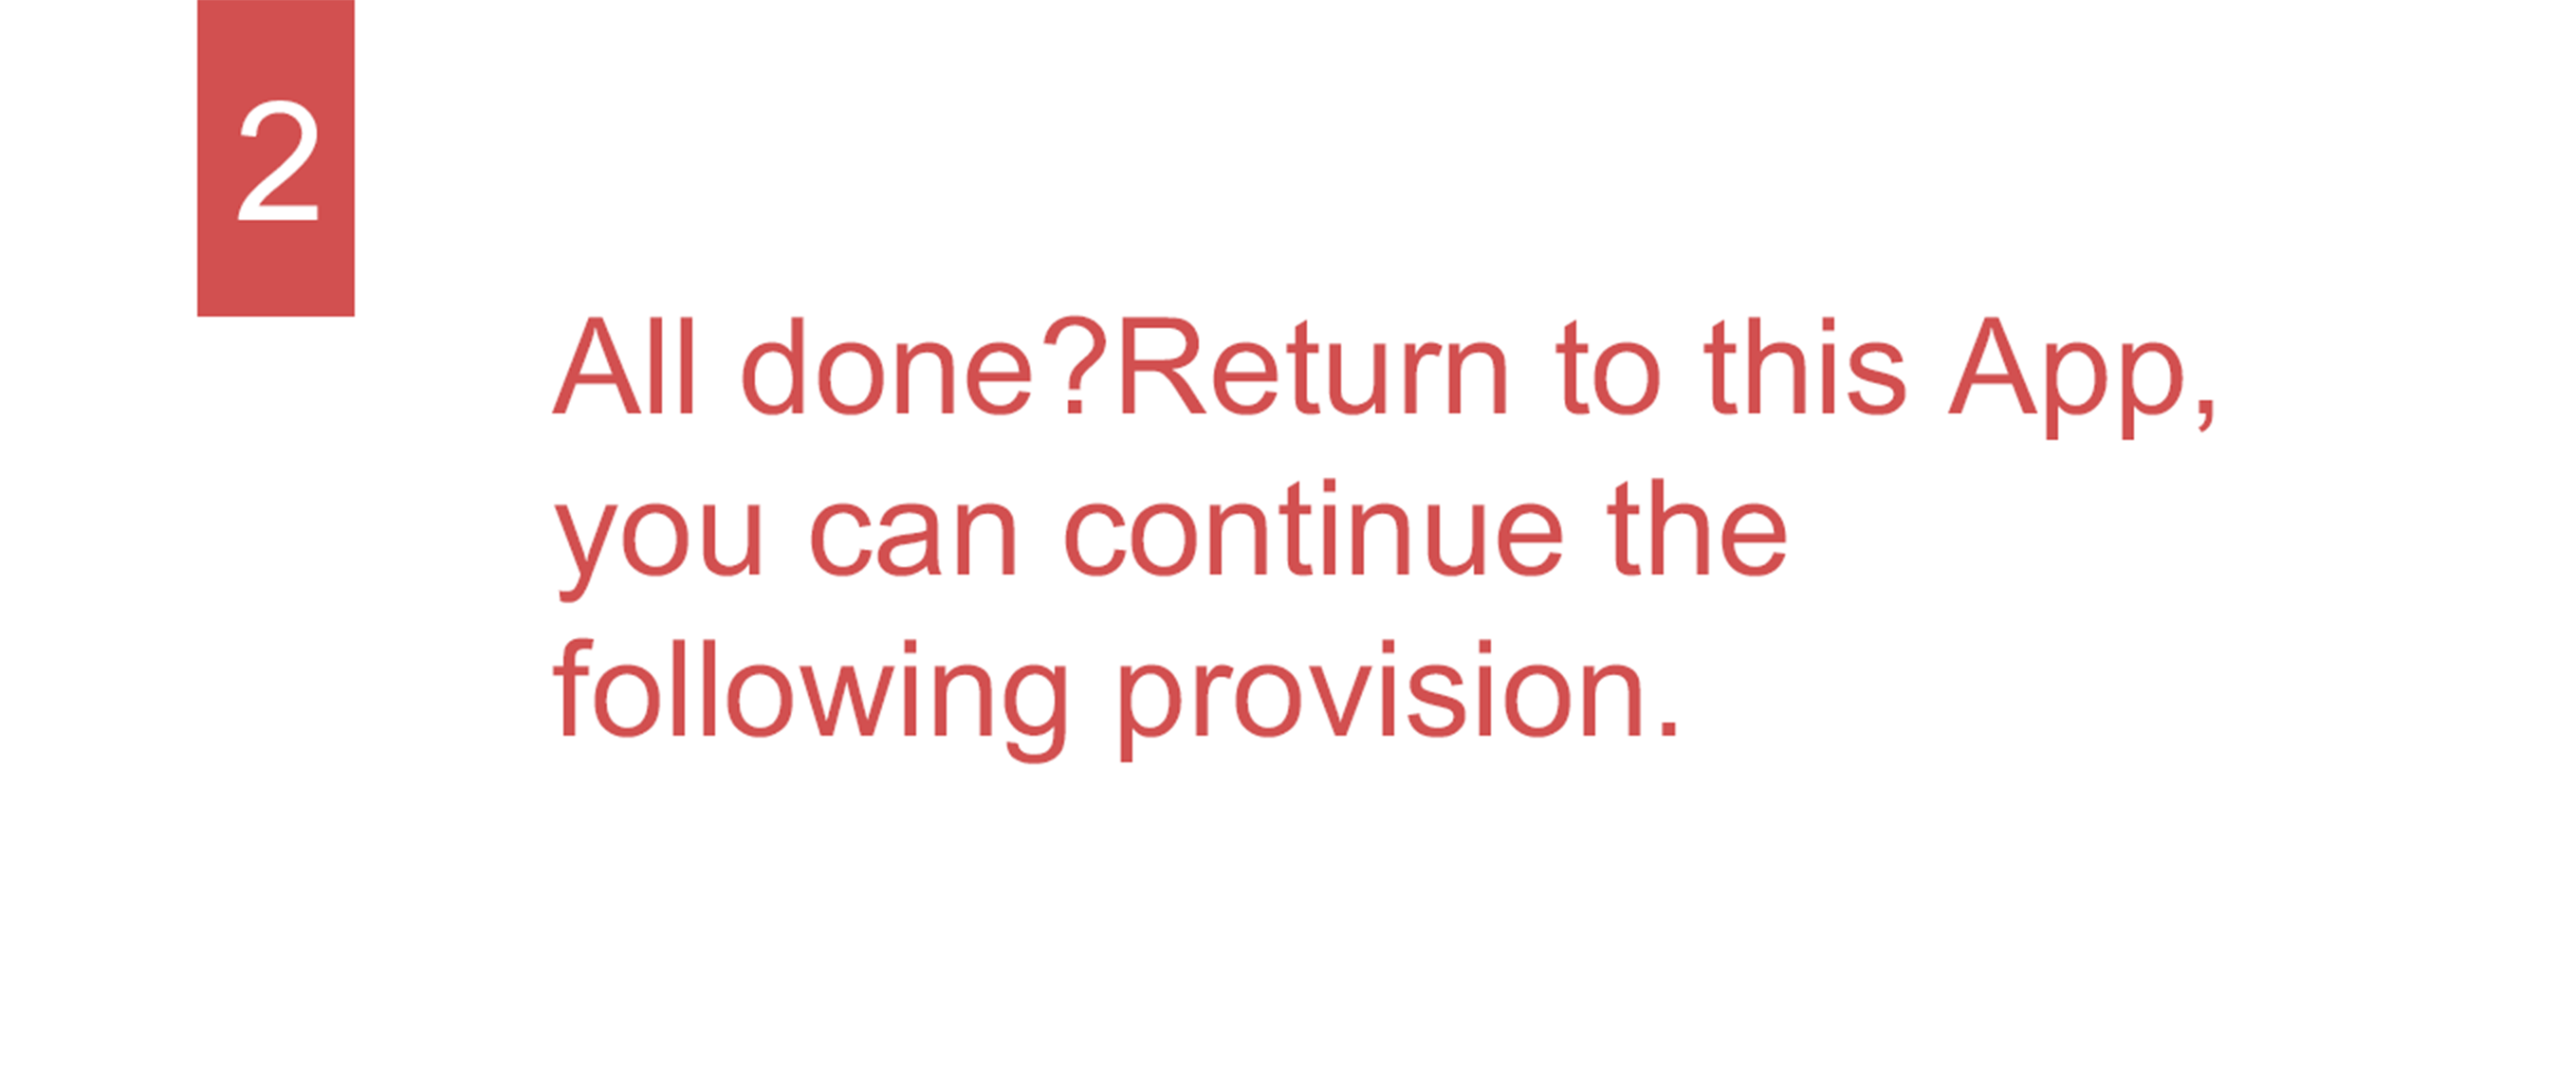 2
All done?Return to this App,
you can continue the
following provision.